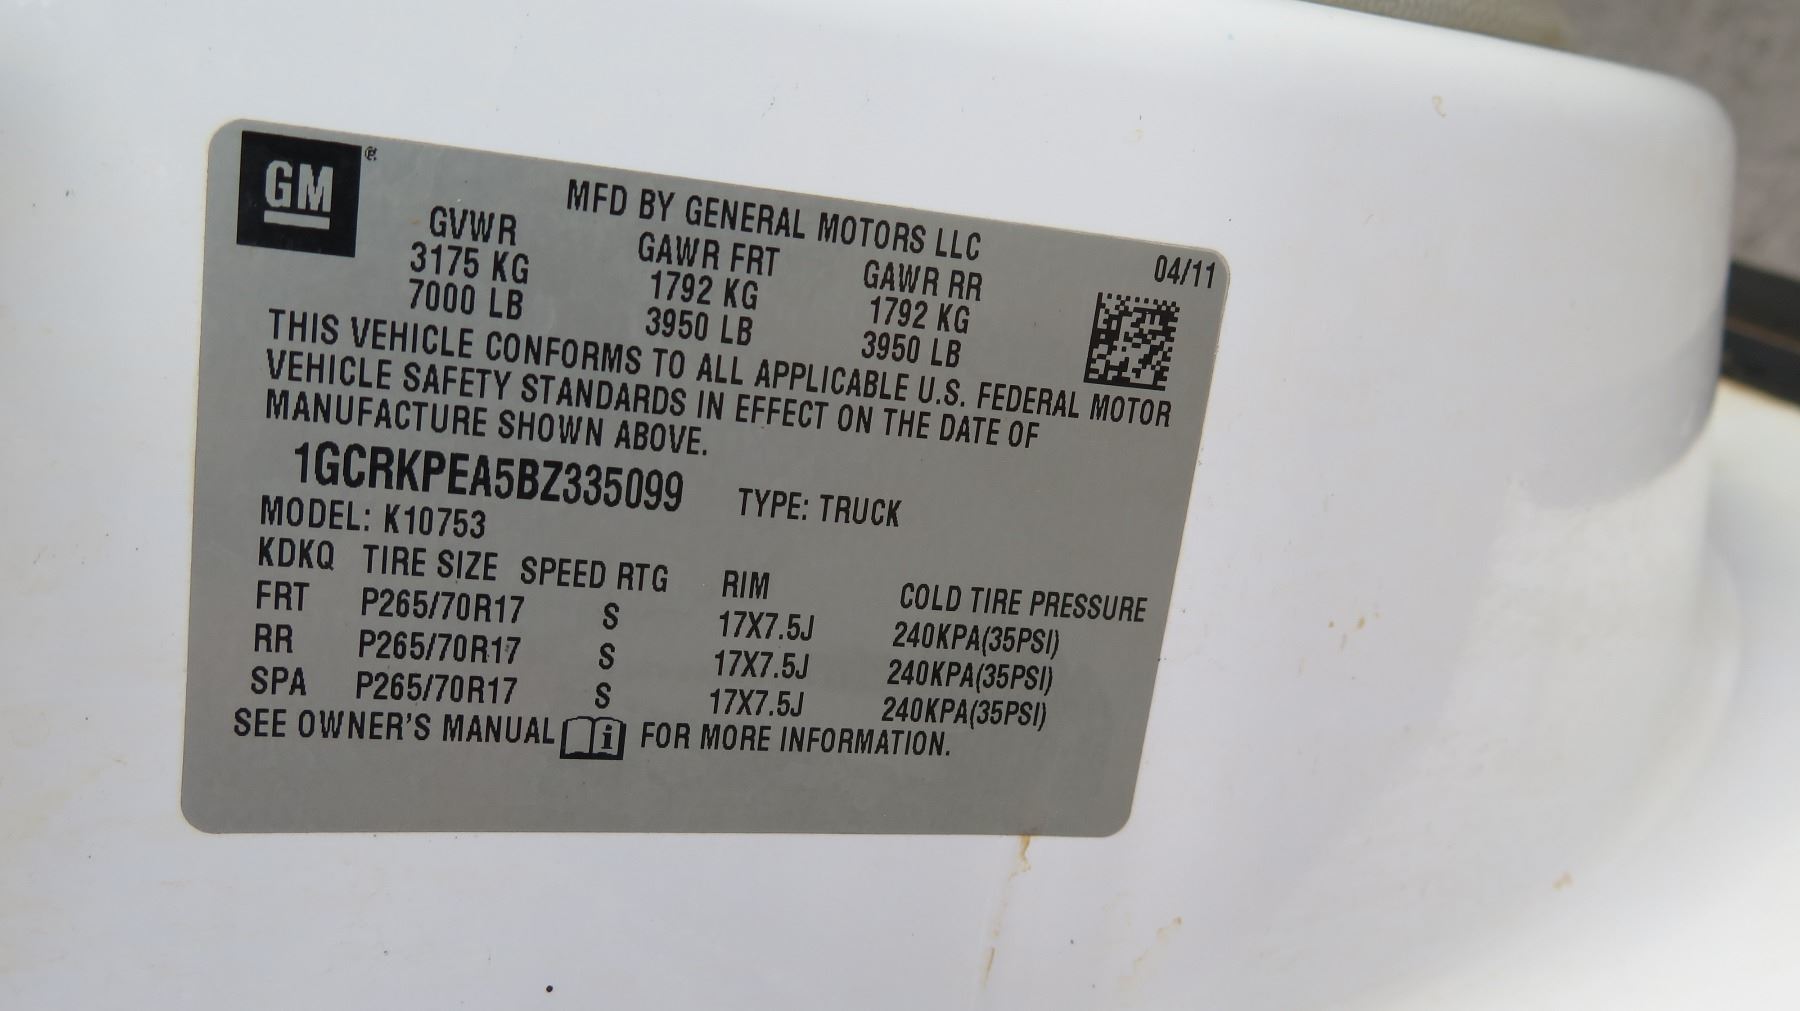 GM®
MFD BY GENERAL MOTORS LLC
04/11
GVWR GAWR FRT GAWR RR
3175 KG 1792 KG 1792 KG
7000 LB 3950 LB 3950 LB
THIS VEHICLE CONFORMS TO ALL APPLICABLE U.S. FEDERAL MOTOR
VEHICLE SAFETY STANDARDS IN EFFECT ON THE DATE OF
MANUFACTURE SHOWN ABOVE.
1GCRKPEA5BZ335099 TYPE: TRUCK
MODEL: K10753
KDKQ TIRE SIZE SPEED RTG RIM COLD TIRE PRESSURE
FRT P265/70R17 S 17X7.5J 240KPA(35PSI)
RR P265/70R17 S 17X7.5J 240KPA(35PSI)
SPA P265/70R17 S 17X7.5J 240KPA(35PSI)
SEE OWNER'S MANUAL i FOR MORE INFORMATION.